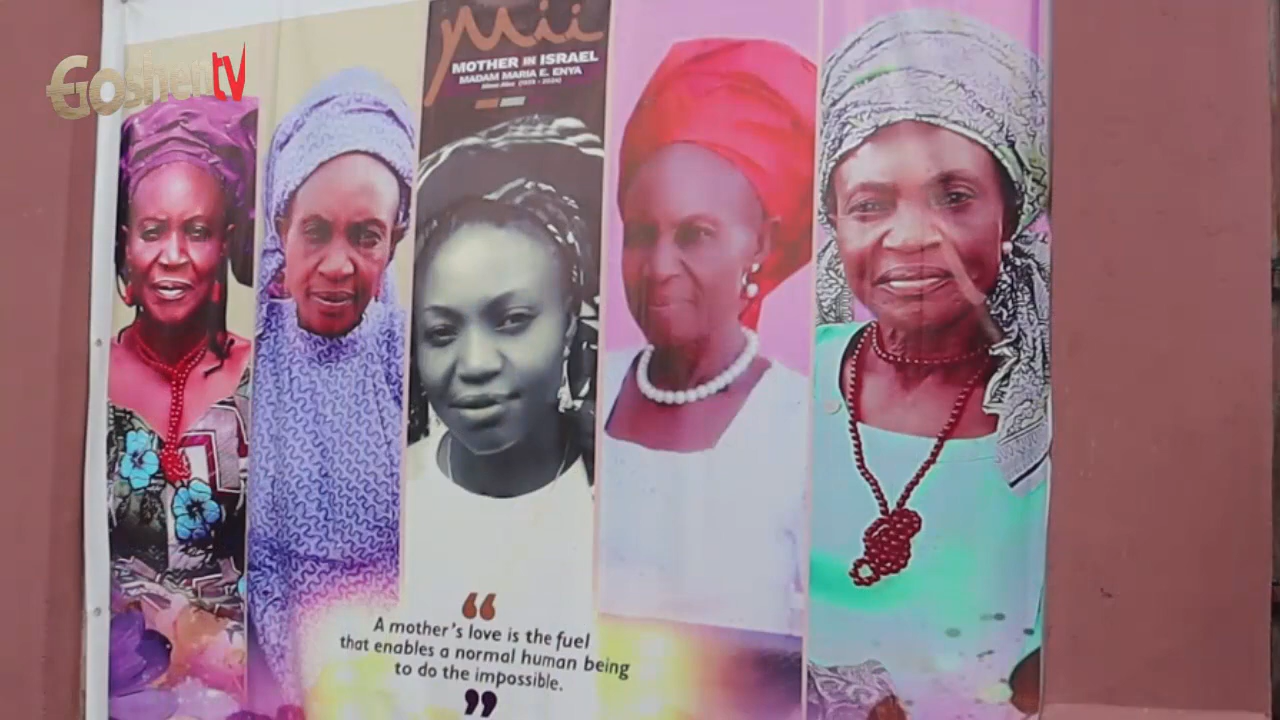 GoshentV
Mii
MOTHER IN ISRAEL
MADAM MARIA E. ENYA
“
A mother's love is the fuel
that enables a normal human being
to do the impossible.
”